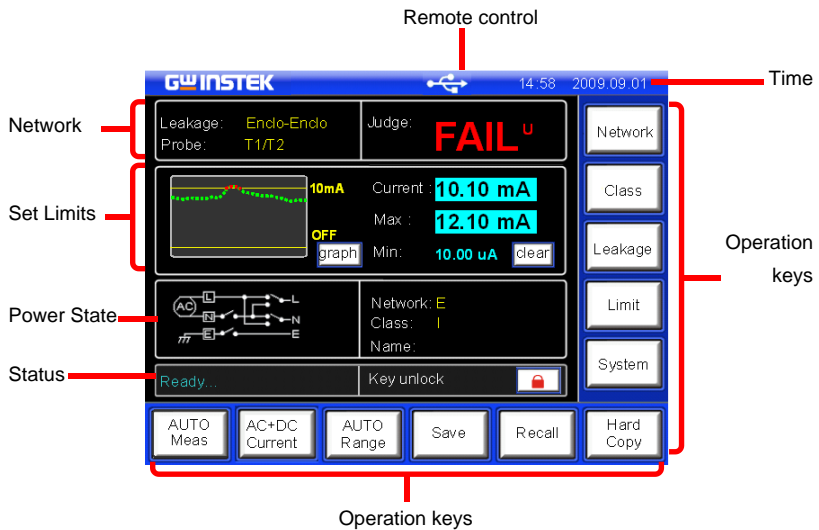 Remote control
GW INSTEK 14:58 2009.09.01
Time
Network
Leakage: Enclo-Enclo
Probe: T1/T2
Judge: FAIL U
Network
Set Limits
10mA
OFF
graph
Current : 10.10 mA
Max : 12.10 mA
Min: 10.00 uA clear
Class
Leakage
Operation
keys
Power State
AC
L L
N N
E E
Network: E
Class: I
Name:
Limit
Status
Ready...
Key unlock
System
AUTO
Meas
AC+DC
Current
AUTO
Range
Save
Recall
Hard
Copy
Operation keys